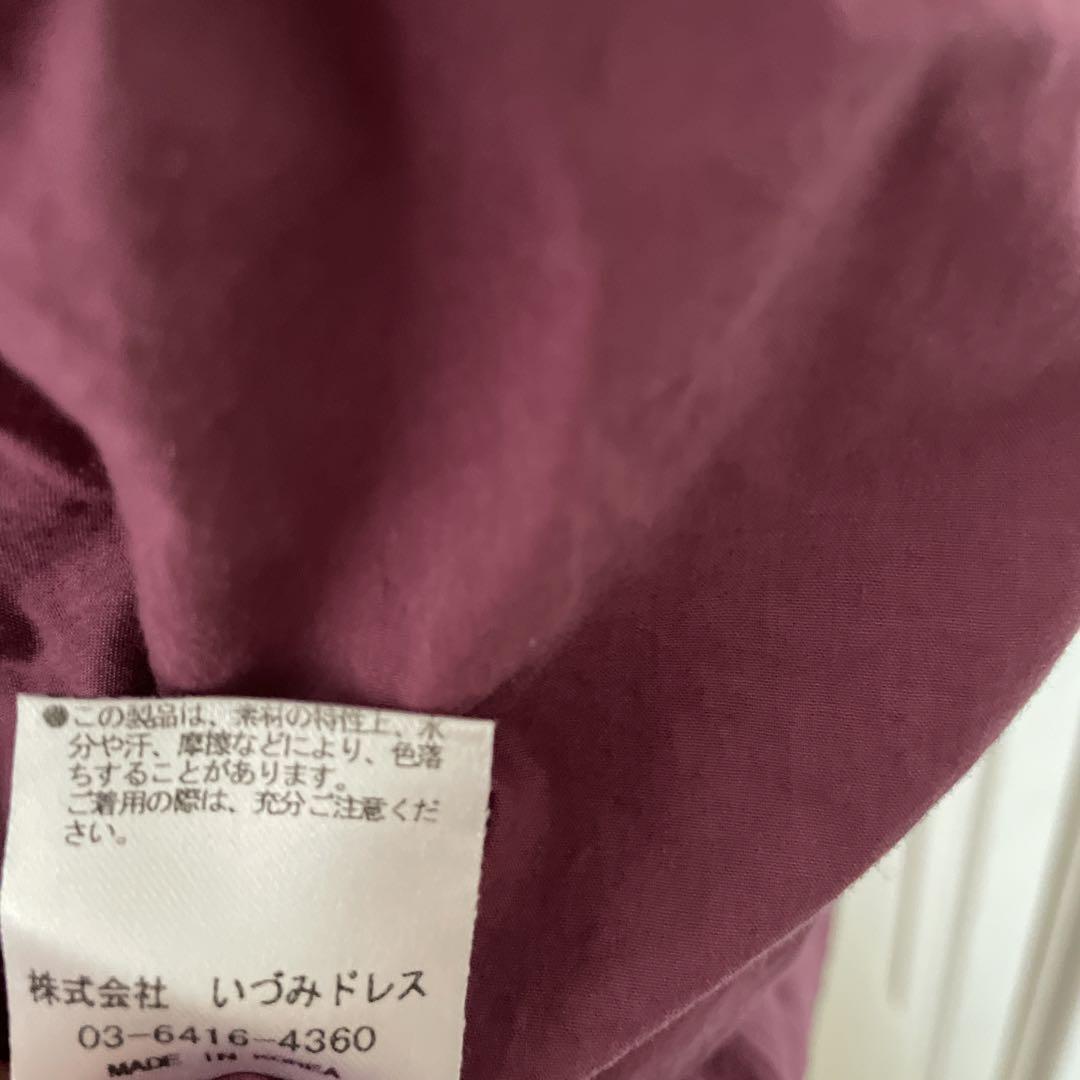 ●この製品は、素材の特性上、水
分や汗、摩擦などにより、色落
ちすることがあります。
ご着用の際は、充分ご注意くだ
さい。
株式会社 いづみドレス
03-6416-4360
MADE IN KOREA